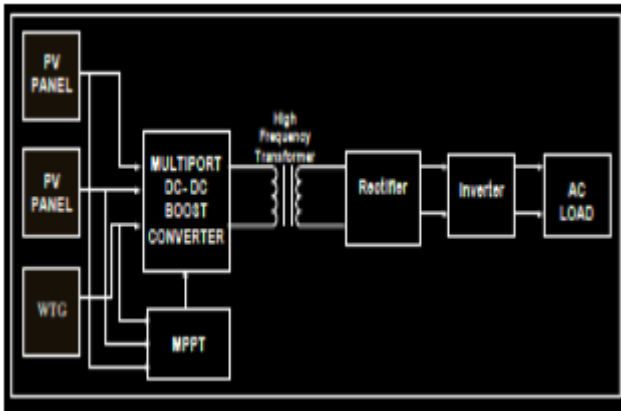 PV
PANEL
PV
PANEL
WTG
MULTIPORT
DC- DC
BOOST
CONVERTER
MPPT
High
Frequency
Transformer
Rectifier
Inverter
AC
LOAD